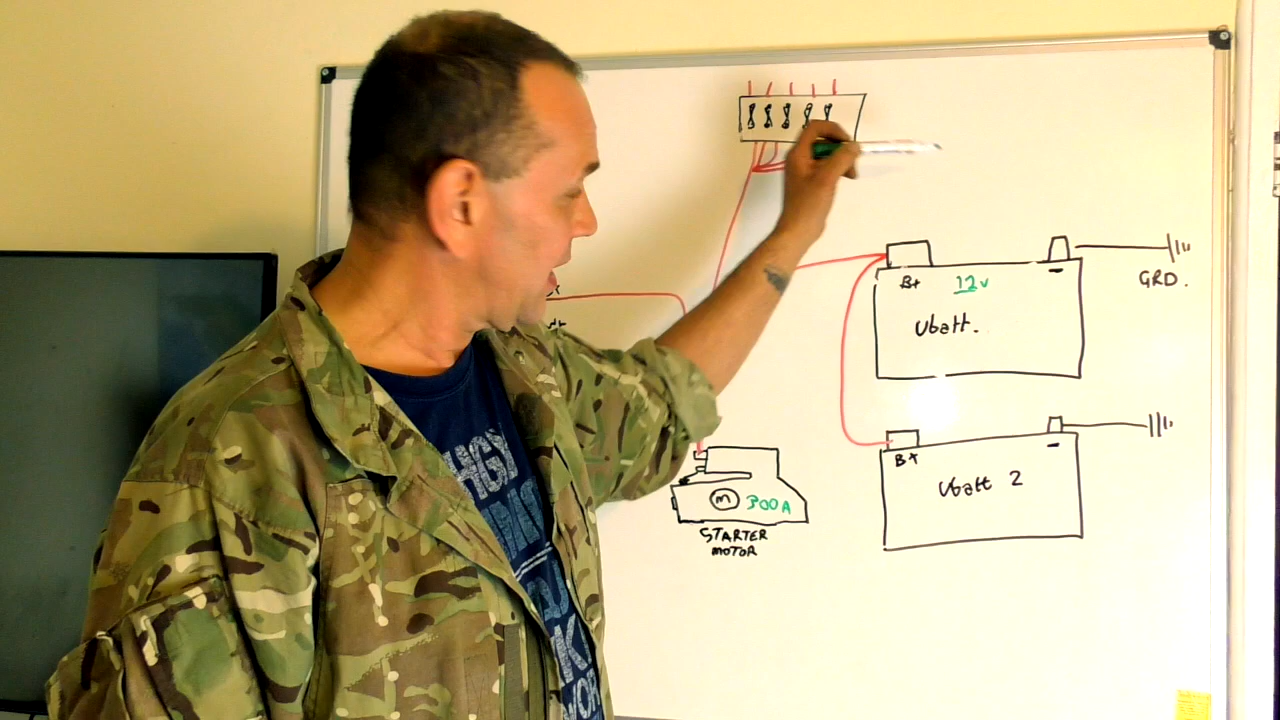 B+ 12v
Ubatt.
GRD.
B+
Ubatt 2
M 300A
STARTER
MOTOR